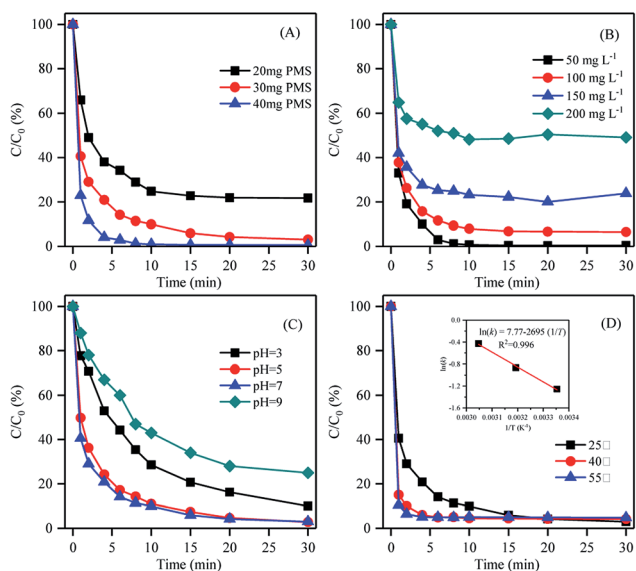 (A)
20mg PMS
30mg PMS
40mg PMS
C/C₀ (%)
100
80
60
40
20
0
0 5 10 15 20 25 30
Time (min)
(B)
50 mg L⁻¹
100 mg L⁻¹
150 mg L⁻¹
200 mg L⁻¹
C/C₀ (%)
100
80
60
40
20
0
0 5 10 15 20 25 30
Time (min)
(C)
pH=3
pH=5
pH=7
pH=9
C/C₀ (%)
100
80
60
40
20
0
0 5 10 15 20 25 30
Time (min)
(D)
ln(k) = 7.77-2695 (1/T)
R²=0.996
ln(k)
-0.4
-0.8
-1.2
-1.6
0.0030 0.0031 0.0032 0.0033 0.0034
1/T (K⁻¹)
25□
40□
55□
C/C₀ (%)
100
80
60
40
20
0
0 5 10 15 20 25 30
Time (min)